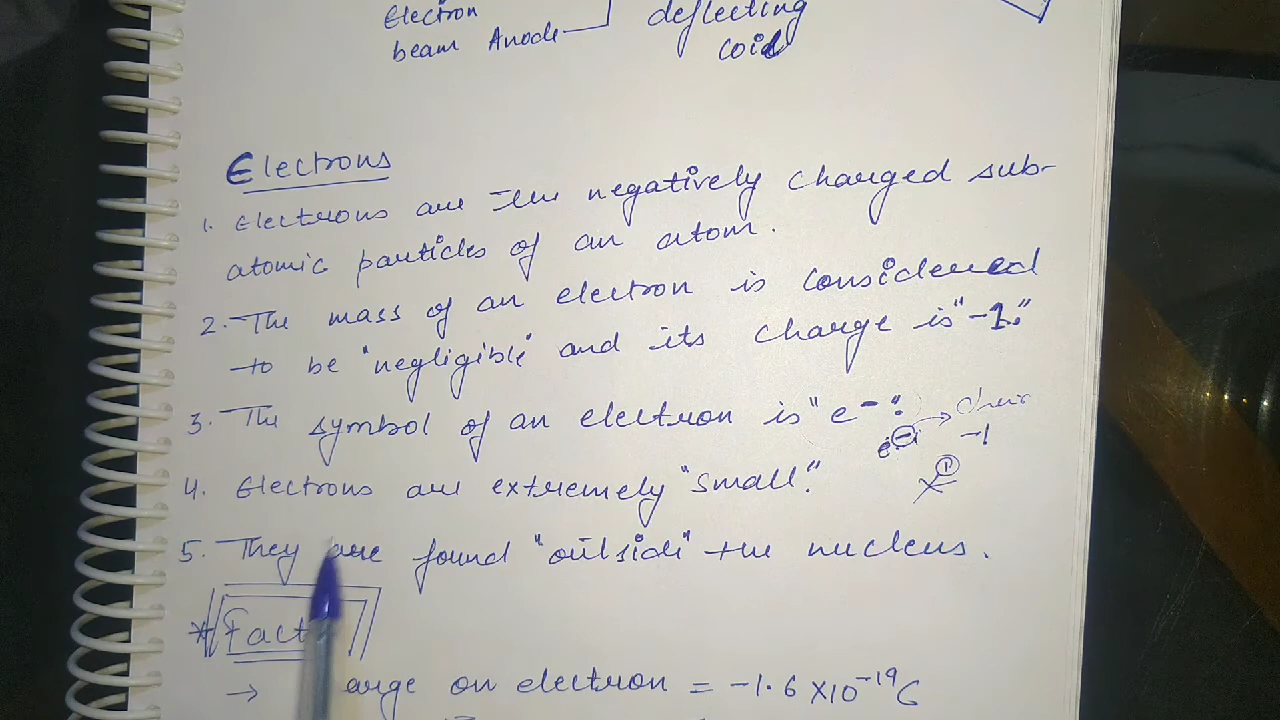 Electron
beam Anode
deflecting
coil
Electrons
1. Electrons are the negatively charged sub-
atomic particles of an atom.
2. The mass of an electron is considered
to be "negligible" and its charge is "-1."
3. The symbol of an electron is "e-".
e⊖ →
-1
4. Electrons are extremely "small".
5. They are found "outside" the nucleus.
* Fact
→ arge on electron = -1.6 x10⁻¹⁹C